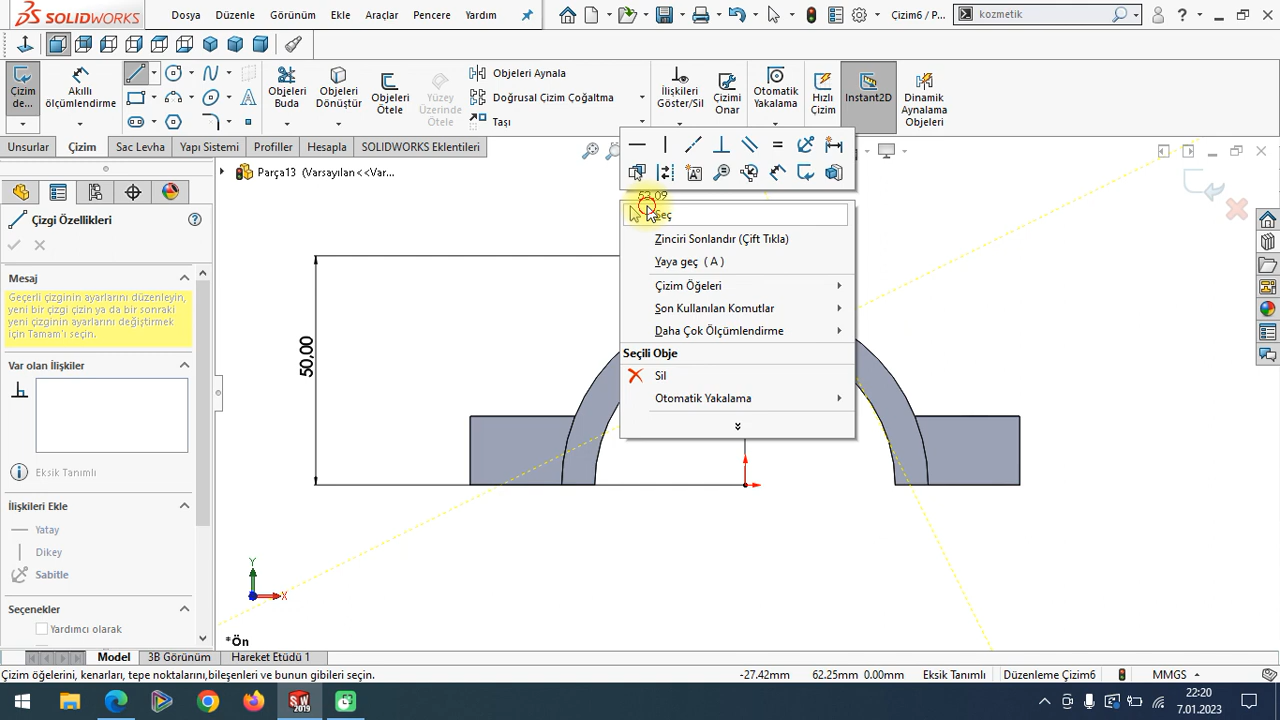 SOLIDWORKS
Dosya Düzenle Görünüm Ekle Araçlar Pencere Yardım
Çizim6 / P...
kozmetik
Çizim de...
Akıllı ölçümlendirme
Objeleri Buda
Objeleri Dönüştür
Objeleri Ötele
Yüzey Üzerinde Ötele
Objeleri Aynala
Doğrusal Çizim Çoğaltma
Taşı
İlişkileri Göster/Sil
Çizimi Onar
Otomatik Yakalama
Hızlı Çizim
Instant2D
Dinamik Aynalama Objeleri
Unsurlar Çizim Sac Levha Yapı Sistemi Profiller Hesapla SOLIDWORKS Eklentileri
Parça13 (Varsayılan<<Var...
Çizgi Özellikleri
Mesaj
Geçerli çizginin ayarlarını düzenleyin,
yeni bir çizgi çizin ya da bir sonraki
yeni çizginin ayarlarını değiştirmek
için Tamam'ı seçin.
Var olan İlişkiler
Eksik Tanımlı
İlişkileri Ekle
Yatay
Dikey
Sabitle
Seçenekler
Yardımcı olarak
53,09
Seç
Zinciri Sonlandır (Çift Tıkla)
Yaya geç ( A )
Çizim Öğeleri
Son Kullanılan Komutlar
Daha Çok Ölçümlendirme
Seçili Obje
Sil
Otomatik Yakalama
50,00
Y
X
*Ön
Model 3B Görünüm Hareket Etüdü 1
Çizim öğelerini, kenarları, tepe noktalarını,bileşenleri ve bunun gibileri seçin.
-27.42mm 62.25mm 0.00mm Eksik Tanımlı Düzenleme Çizim6 MMGS
22:20
7.01.2023